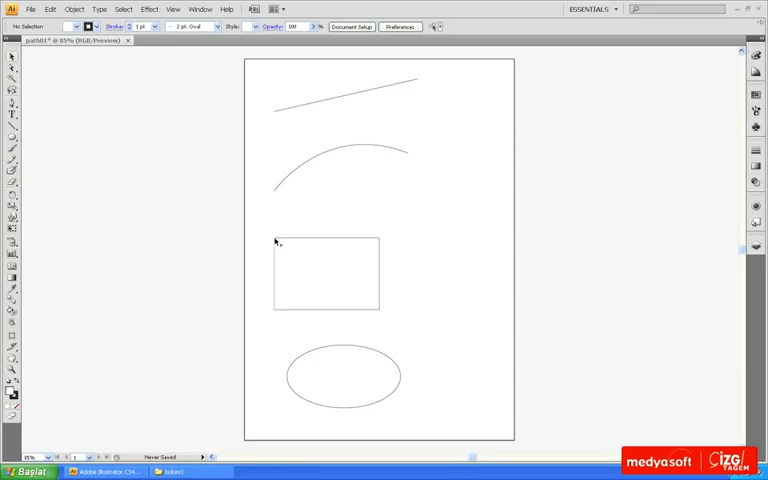 Ai File Edit Object Type Select Effect View Window Help Br ESSENTIALS
No Selection Stroke: 1 pt 2 pt. Oval Style: Opacity: 100 % Document Setup Preferences
path01* @ 85% (RGB/Preview)
85% 1 Never Saved
Başlat Adobe Illustrator CS4... bolum3
medyasoft
ÇİZGİ
TAGEM